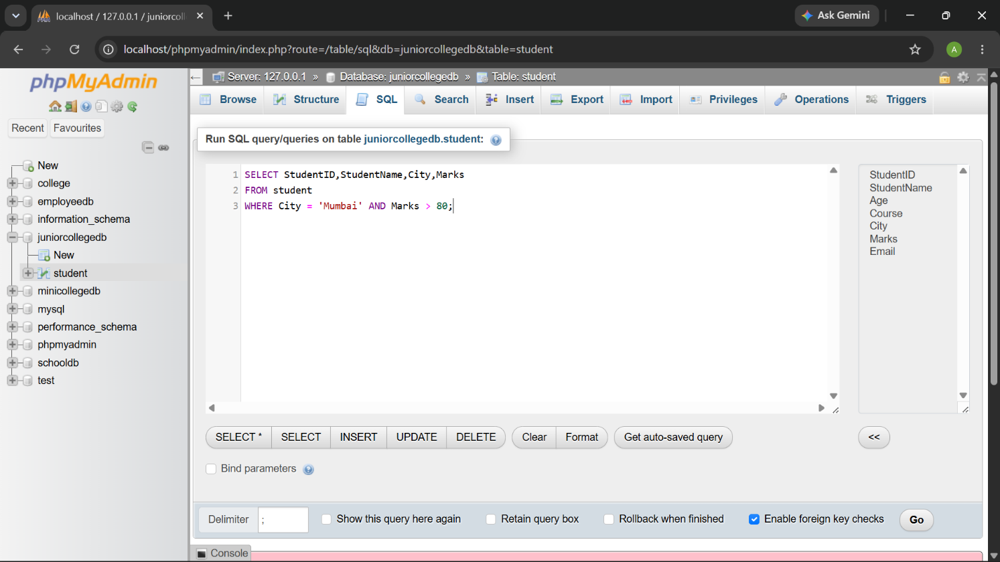 localhost / 127.0.0.1 / juniorcoll
Ask Gemini
localhost/phpmyadmin/index.php?route=/table/sql&db=juniorcollegedb&table=student
A
phpMyAdmin
Recent
Favourites
New
college
employeedb
information_schema
juniorcollegedb
New
student
minicollegedb
mysql
performance_schema
phpmyadmin
schooldb
test
Server: 127.0.0.1 » Database: juniorcollegedb » Table: student
Browse
Structure
SQL
Search
Insert
Export
Import
Privileges
Operations
Triggers
Run SQL query/queries on table juniorcollegedb.student:
1 SELECT StudentID,StudentName,City,Marks
2 FROM student
3 WHERE City = 'Mumbai' AND Marks > 80;
StudentID
StudentName
Age
Course
City
Marks
Email
SELECT *
SELECT
INSERT
UPDATE
DELETE
Clear
Format
Get auto-saved query
<<
Bind parameters
Delimiter
;
Show this query here again
Retain query box
Rollback when finished
Enable foreign key checks
Go
Console